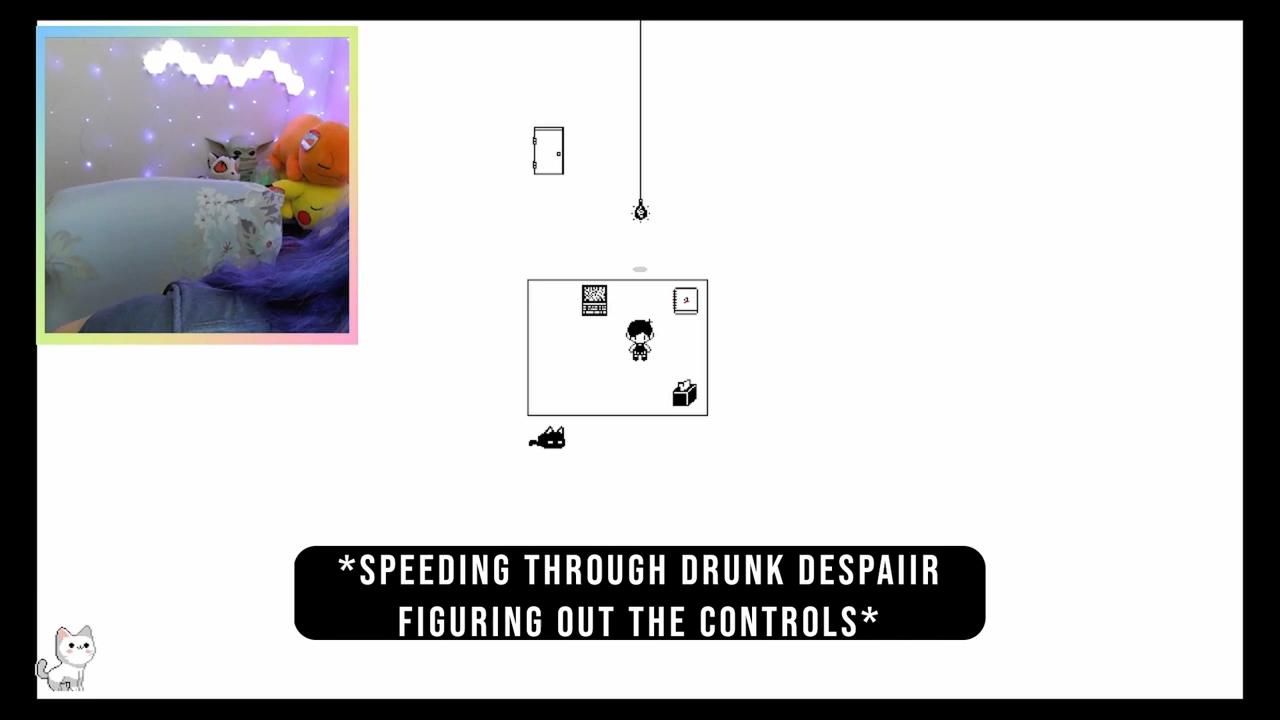 *SPEEDING THROUGH DRUNK DESPAIIR
FIGURING OUT THE CONTROLS*